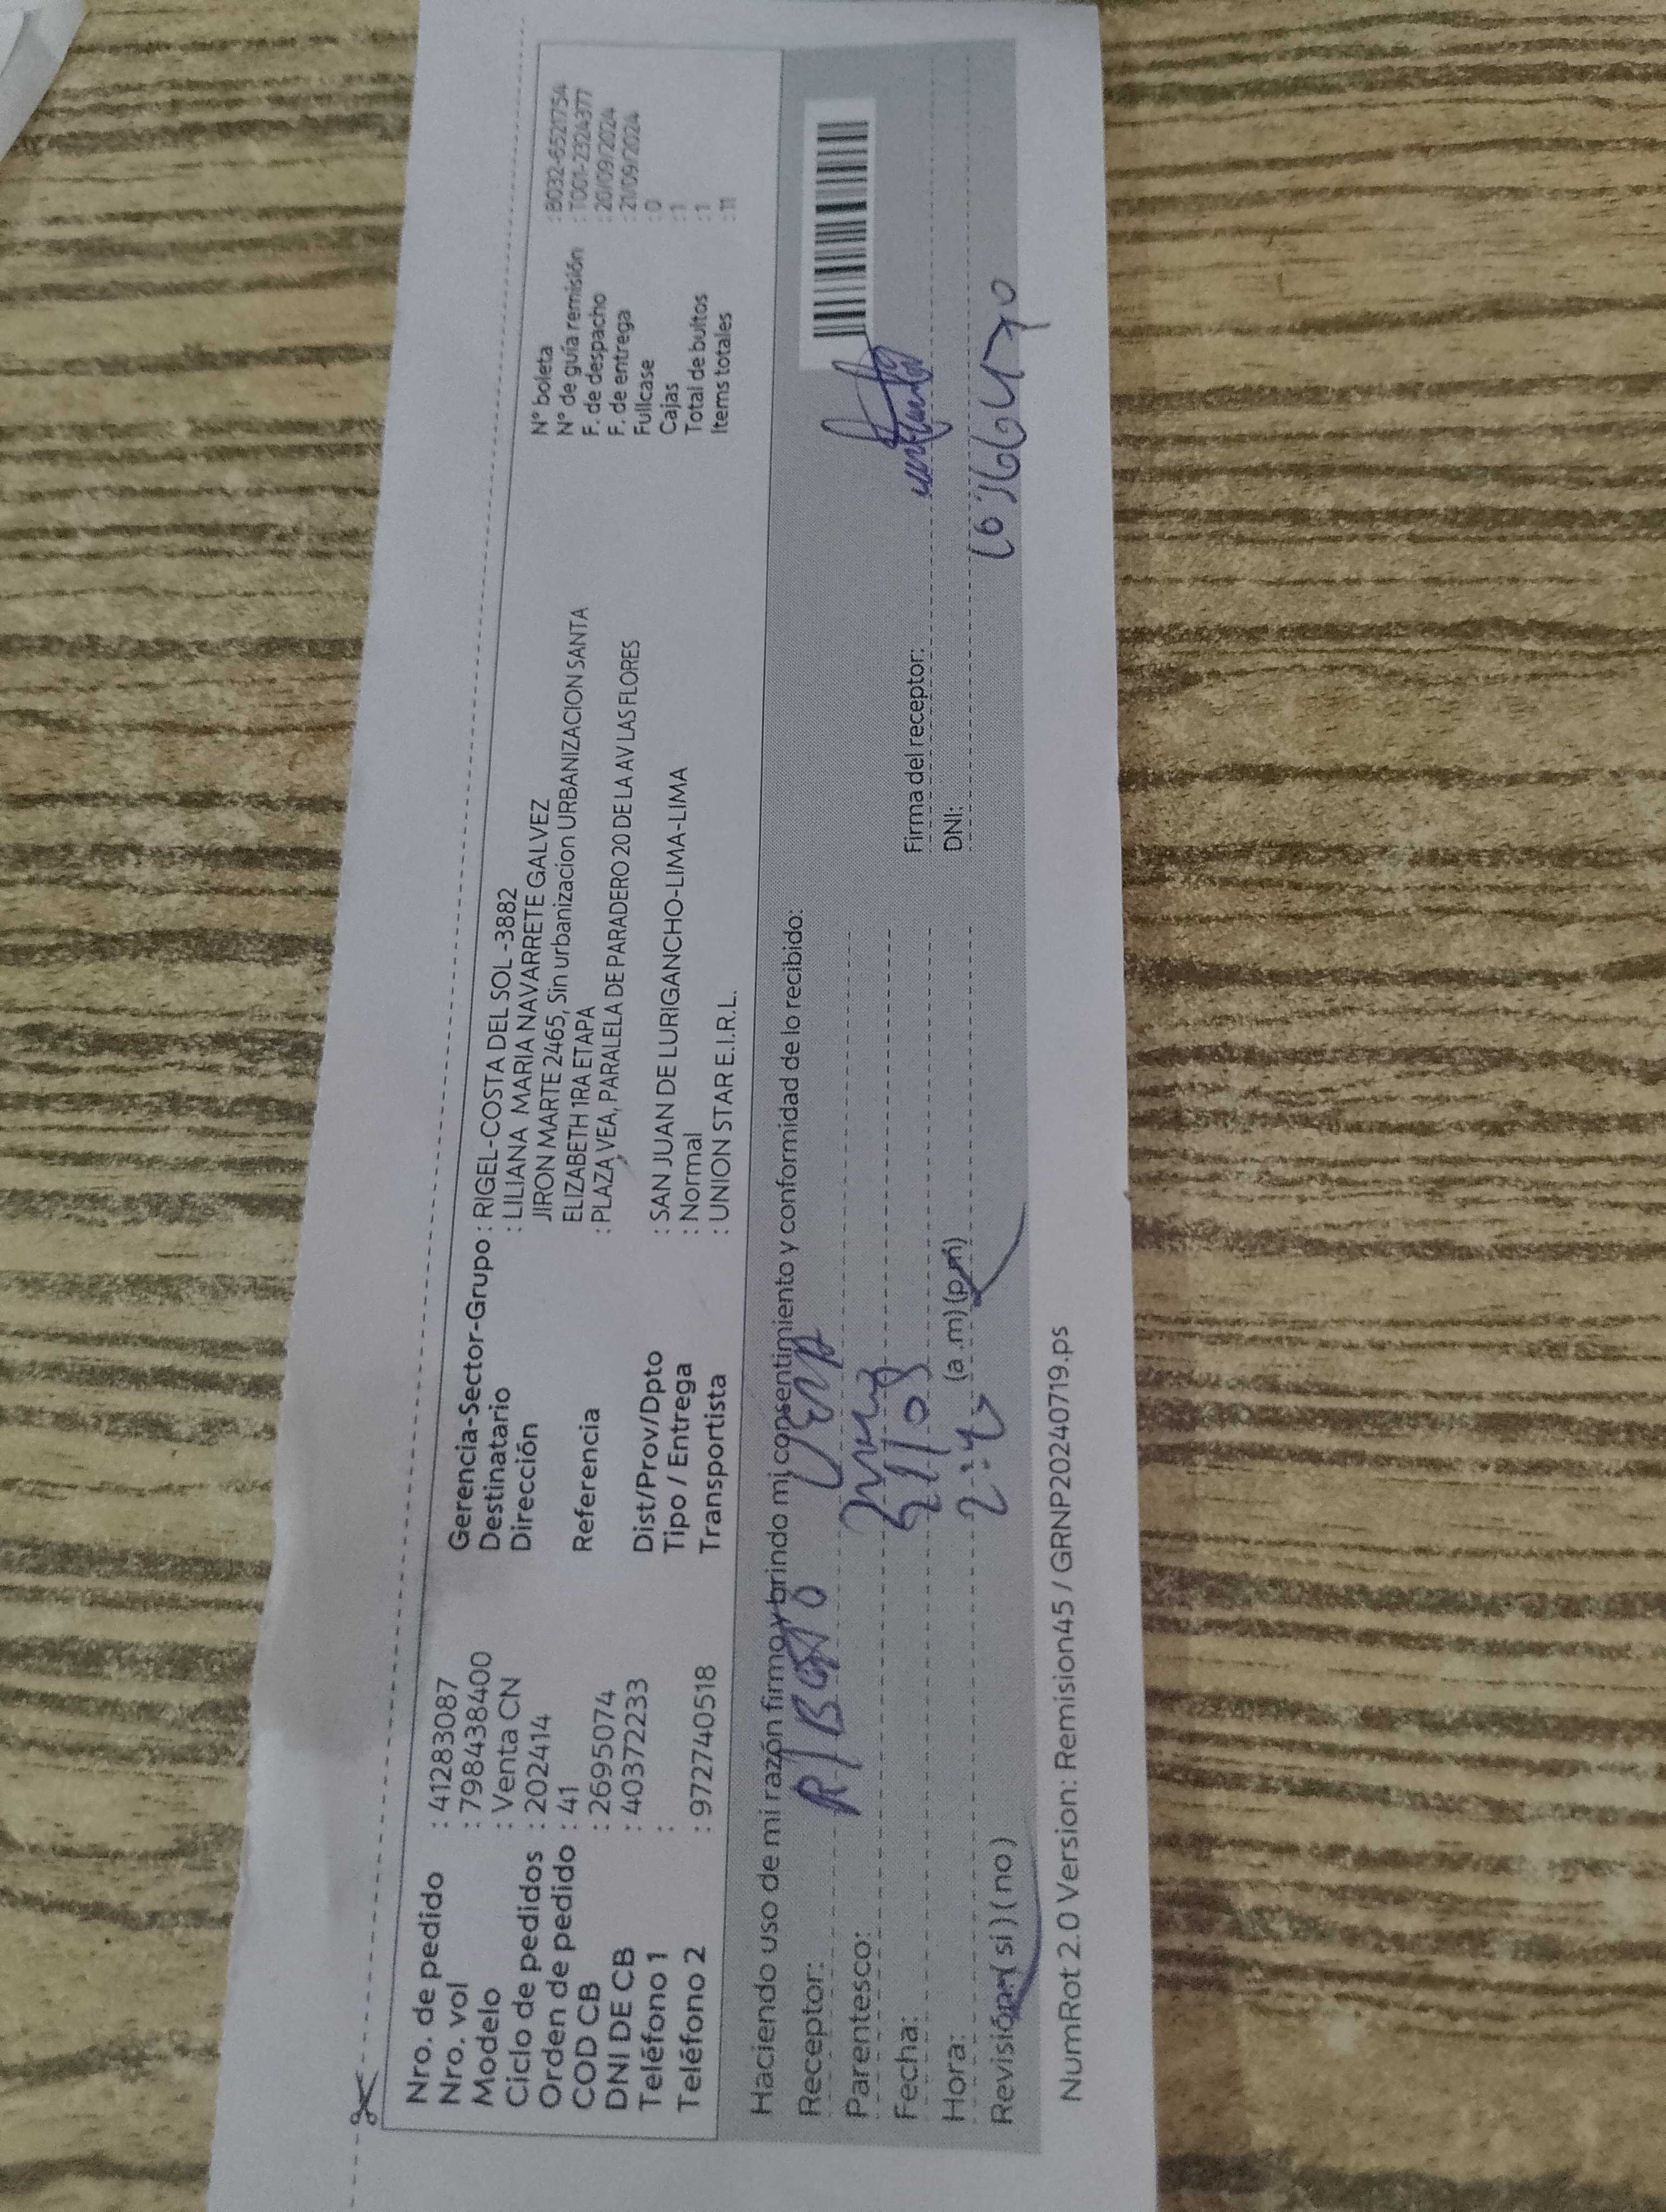 Nro. de pedido : 41283087
Nro. vol : 798438400
Modelo : Venta CN
Ciclo de pedidos : 202414
Orden de pedido : 41
COD CB : 2695074
DNI DE CB : 40372233
Teléfono 1 :
Teléfono 2 : 972740518
Gerencia-Sector-Grupo : RIGEL-COSTA DEL SOL -3882
Destinatario : LILIANA MARIA NAVARRETE GALVEZ
Dirección JIRON MARTE 2465, Sin urbanizacion URBANIZACION SANTA
ELIZABETH 1RA ETAPA
Referencia : PLAZA VEA, PARALELA DE PARADERO 20 DE LA AV LAS FLORES
Dist/Prov/Dpto : SAN JUAN DE LURIGANCHO-LIMA-LIMA
Tipo / Entrega : Normal
Transportista : UNION STAR E.I.R.L.
N° boleta : B032-6521754
N° de guía remisión : T001-2324377
F. de despacho : 20/09/2024
F. de entrega : 21/09/2024
Fullcase : 0
Cajas : 1
Total de bultos : 1
Items totales : 11
Haciendo uso de mi razón firmo y brindo mi consentimiento y conformidad de lo recibido:
Receptor:
Parentesco:
Fecha: 21/09
Hora: (a .m) (p.m)
Revisión ( si ) ( no )
Firma del receptor:
DNI:
NumRot 2.0 Version: Remision45 / GRNP20240719.ps